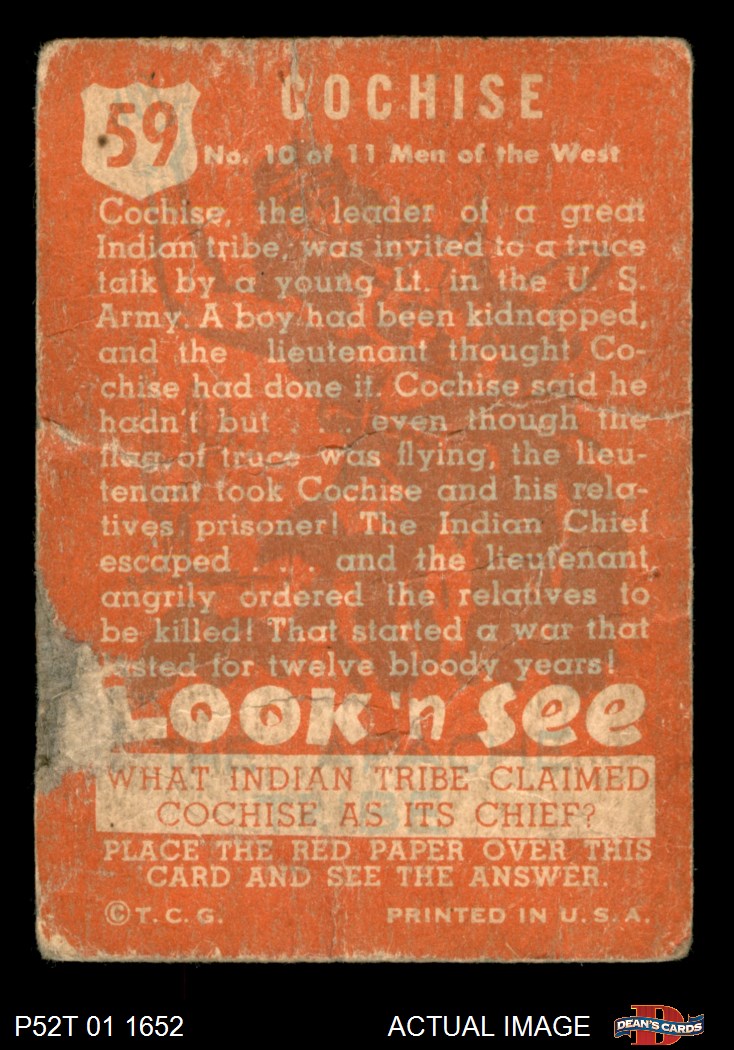 59
COCHISE
No. 10 of 11 Men of the West
Cochise, the leader of a great
Indian tribe, was invited to a truce
talk by a young Lt. in the U. S.
Army. A boy had been kidnapped,
and the lieutenant thought Co-
chise had done it. Cochise said he
hadn't but . . . even though the
flag of truce was flying, the lieu-
tenant took Cochise and his rela-
tives prisoner! The Indian Chief
escaped . . . and the lieutenant,
angrily ordered the relatives to
be killed! That started a war that
lasted for twelve bloody years!
LOOK 'n See
THE APACHE
WHAT INDIAN TRIBE CLAIMED
COCHISE AS ITS CHIEF?
PLACE THE RED PAPER OVER THIS
CARD AND SEE THE ANSWER.
© T. C. G. PRINTED IN U. S. A.
P52T 01 1652 ACTUAL IMAGE D DEAN'S CARDS